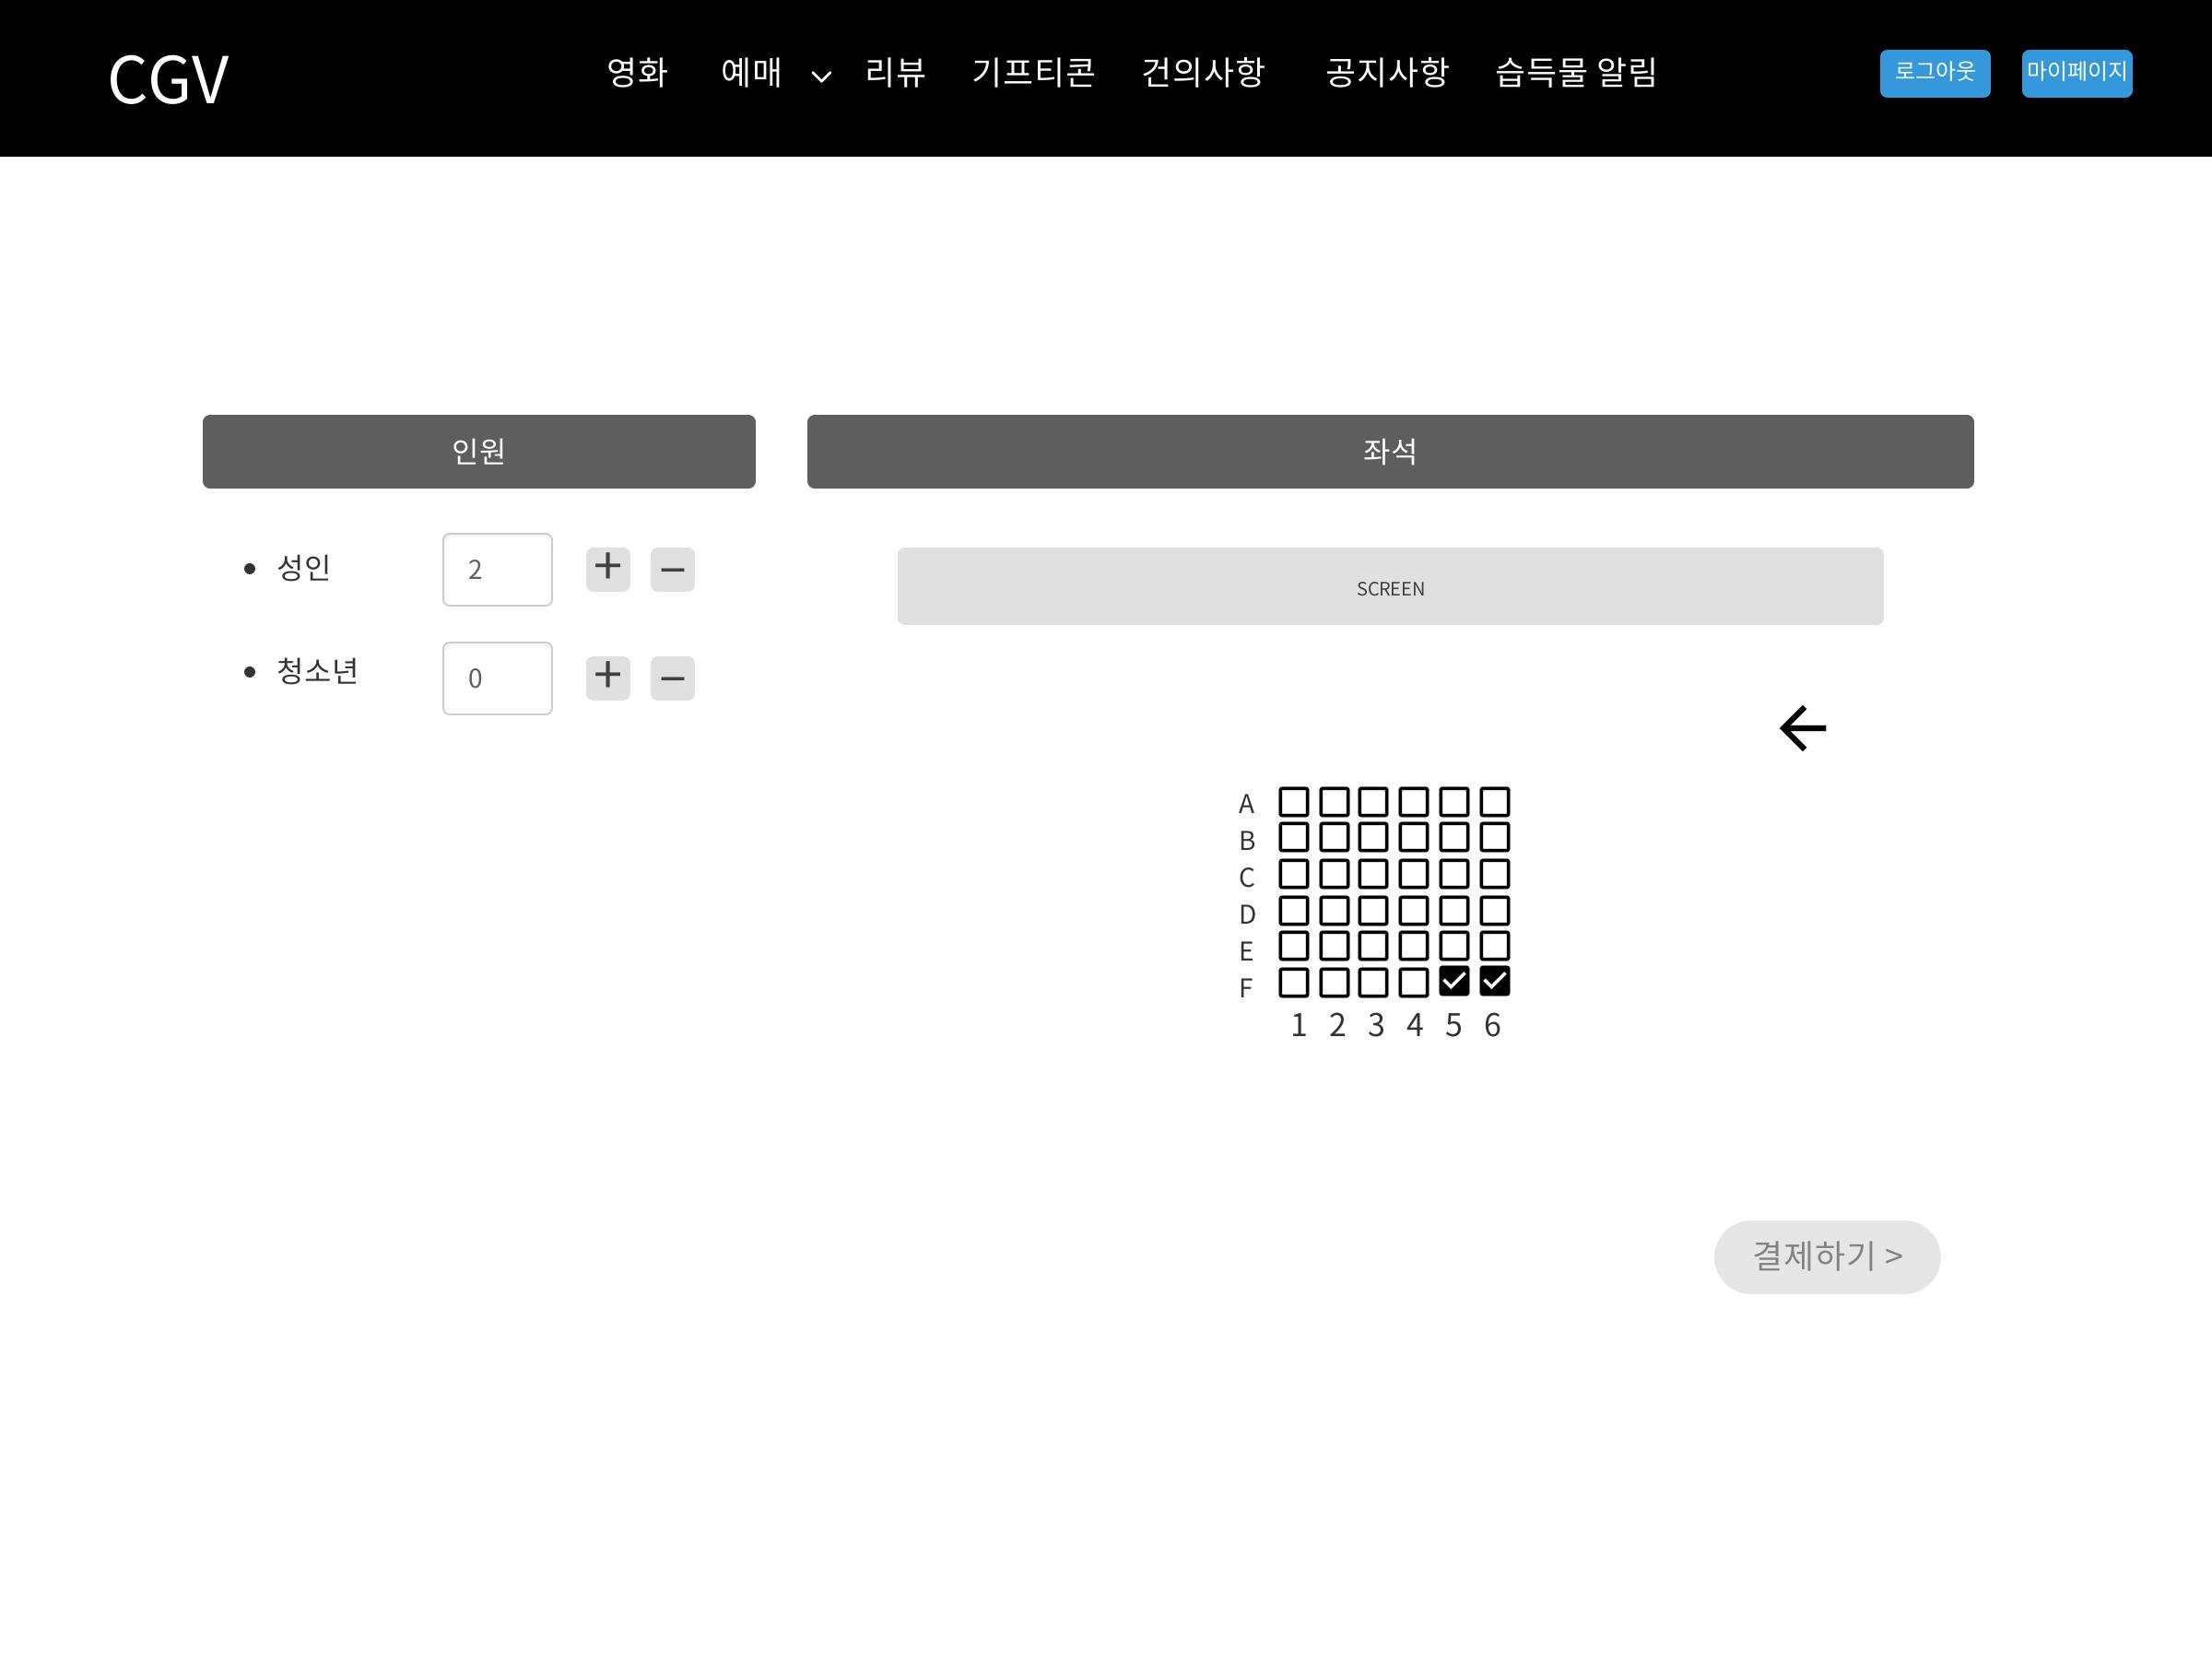 CGV
영화 예매 리뷰 기프티콘 건의사항 공지사항 습득물 알림 로그아웃 마이페이지
인원
성인 2 + -
청소년 0 + -
좌석
SCREEN
A
B
C
D
E
F
1 2 3 4 5 6
결제하기 >